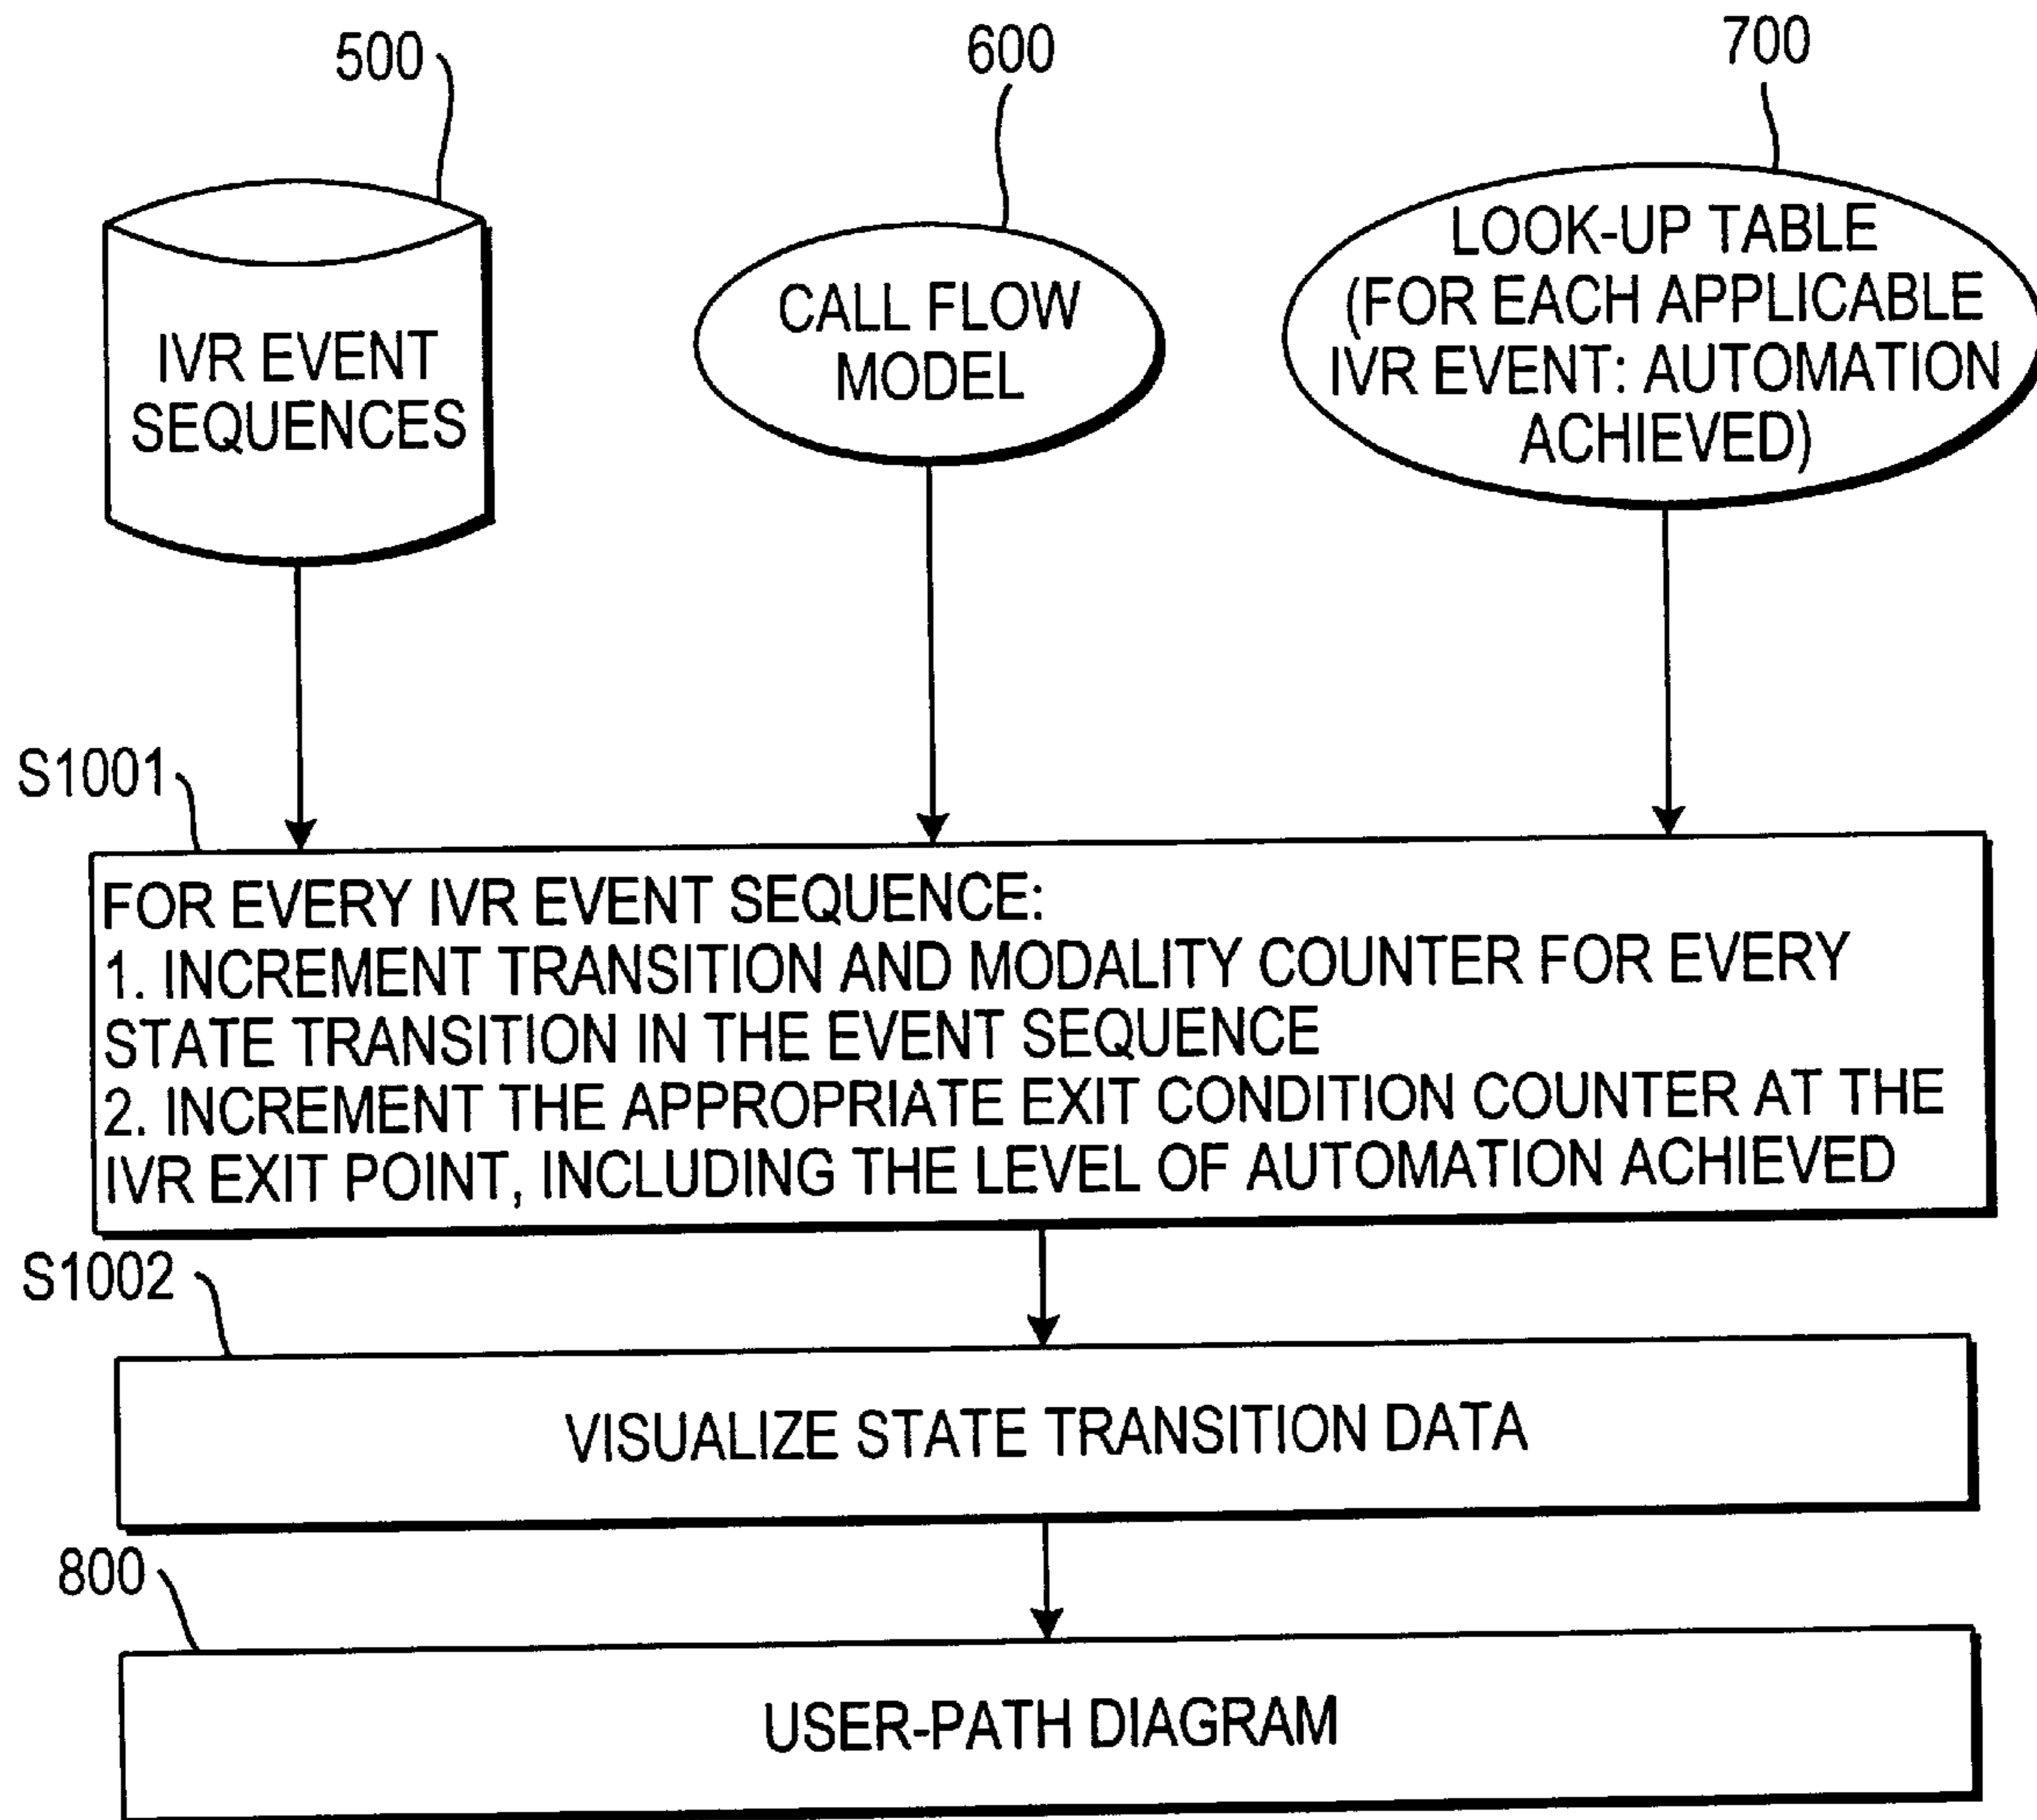 500
600
700
IVR EVENT
SEQUENCES
CALL FLOW
MODEL
LOOK-UP TABLE
(FOR EACH APPLICABLE
IVR EVENT: AUTOMATION
ACHIEVED)
S1001
FOR EVERY IVR EVENT SEQUENCE:
1. INCREMENT TRANSITION AND MODALITY COUNTER FOR EVERY
STATE TRANSITION IN THE EVENT SEQUENCE
2. INCREMENT THE APPROPRIATE EXIT CONDITION COUNTER AT THE
IVR EXIT POINT, INCLUDING THE LEVEL OF AUTOMATION ACHIEVED
S1002
VISUALIZE STATE TRANSITION DATA
800
USER-PATH DIAGRAM